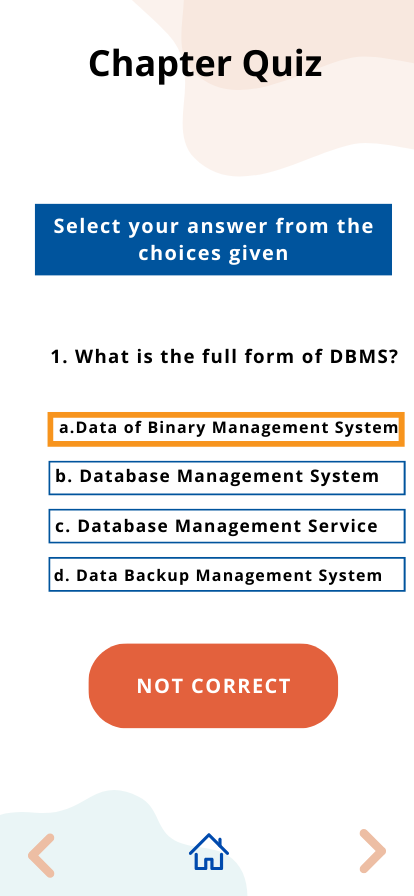 Chapter Quiz
Select your answer from the
choices given
1. What is the full form of DBMS?
a.Data of Binary Management System
b. Database Management System
c. Database Management Service
d. Data Backup Management System
NOT CORRECT